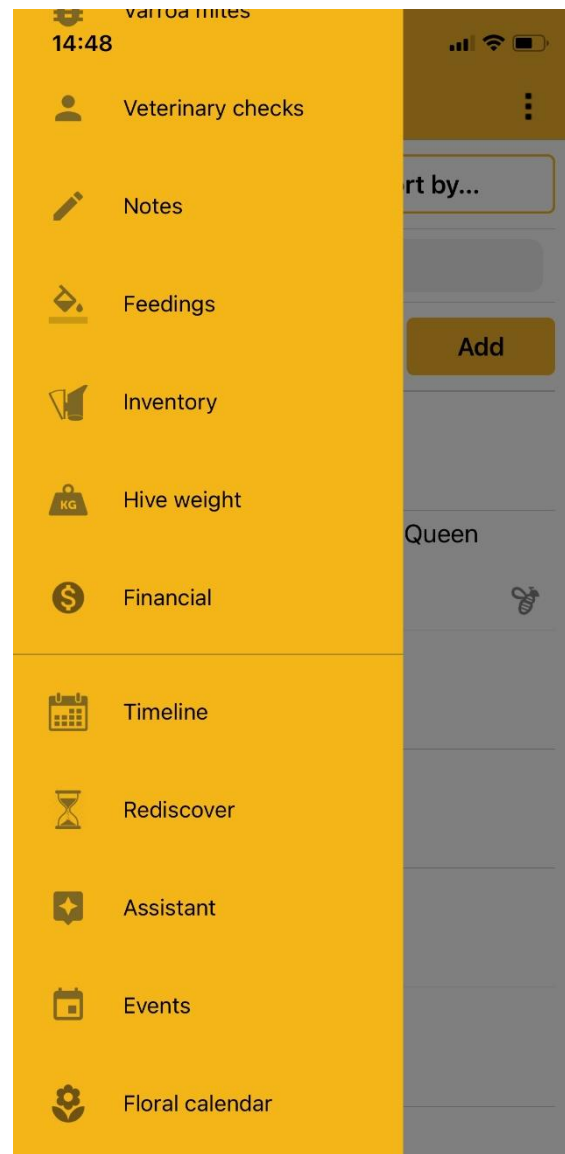 Varroa mites
14:48
Veterinary checks
Notes
rt by...
Feedings
Add
Inventory
KG
Hive weight
Queen
Financial
Timeline
Rediscover
Assistant
Events
Floral calendar